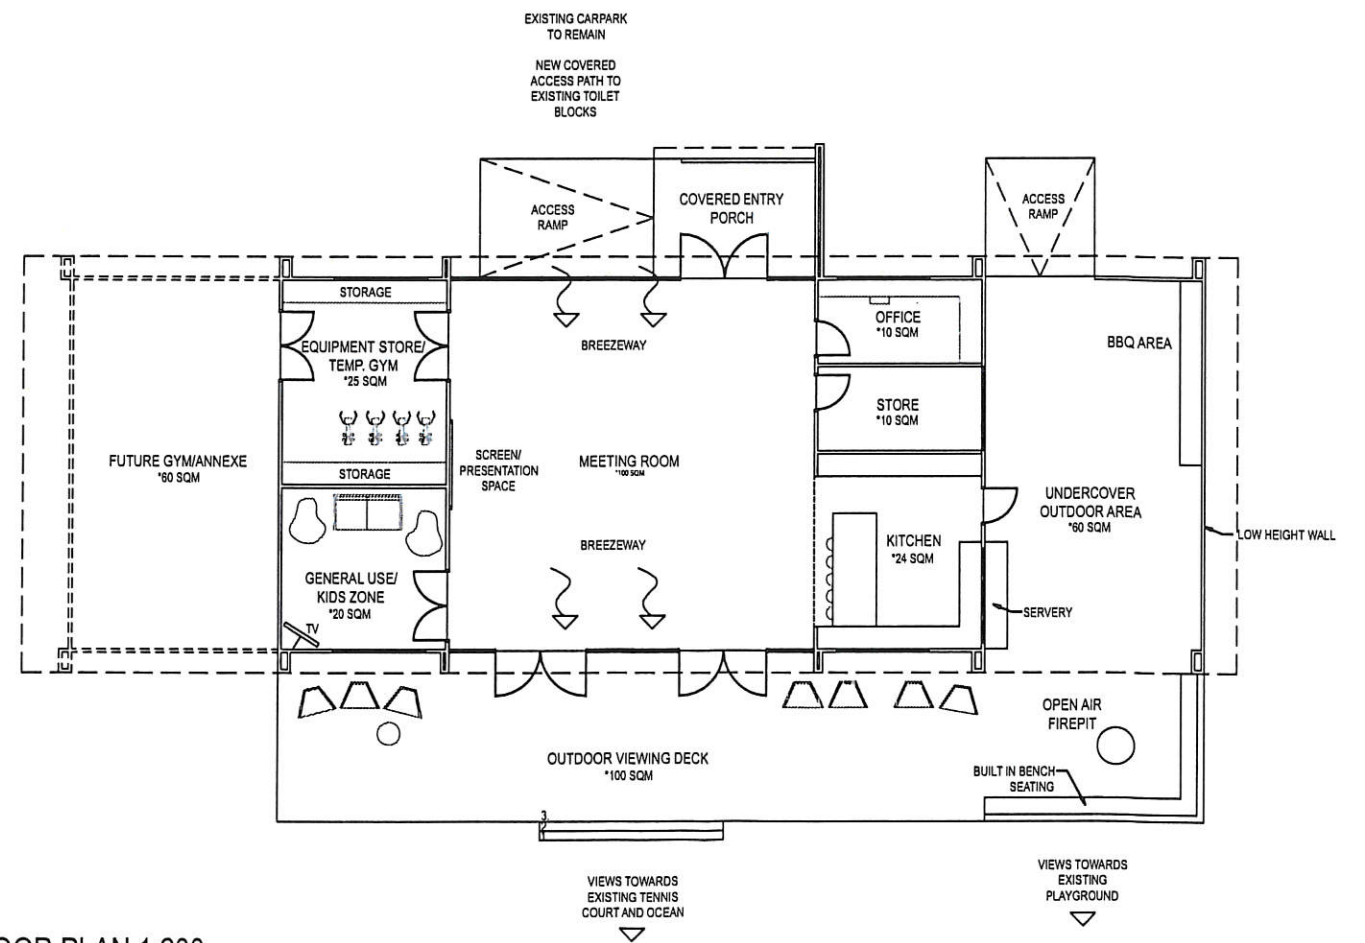 EXISTING CARPARK
TO REMAIN
NEW COVERED
ACCESS PATH TO
EXISTING TOILET
BLOCKS
ACCESS
RAMP
COVERED ENTRY
PORCH
ACCESS
RAMP
STORAGE
EQUIPMENT STORE/
TEMP. GYM
*25 SQM
STORAGE
BREEZEWAY
OFFICE
*10 SQM
BBQ AREA
STORE
*10 SQM
FUTURE GYM/ANNEXE
*60 SQM
SCREEN/
PRESENTATION
SPACE
MEETING ROOM
*100 SQM
UNDERCOVER
OUTDOOR AREA
*60 SQM
LOW HEIGHT WALL
BREEZEWAY
KITCHEN
*24 SQM
GENERAL USE/
KIDS ZONE
*20 SQM
TV
SERVERY
OPEN AIR
FIREPIT
OUTDOOR VIEWING DECK
*100 SQM
BUILT IN BENCH
SEATING
3
2
1
VIEWS TOWARDS
EXISTING TENNIS
COURT AND OCEAN
VIEWS TOWARDS
EXISTING
PLAYGROUND